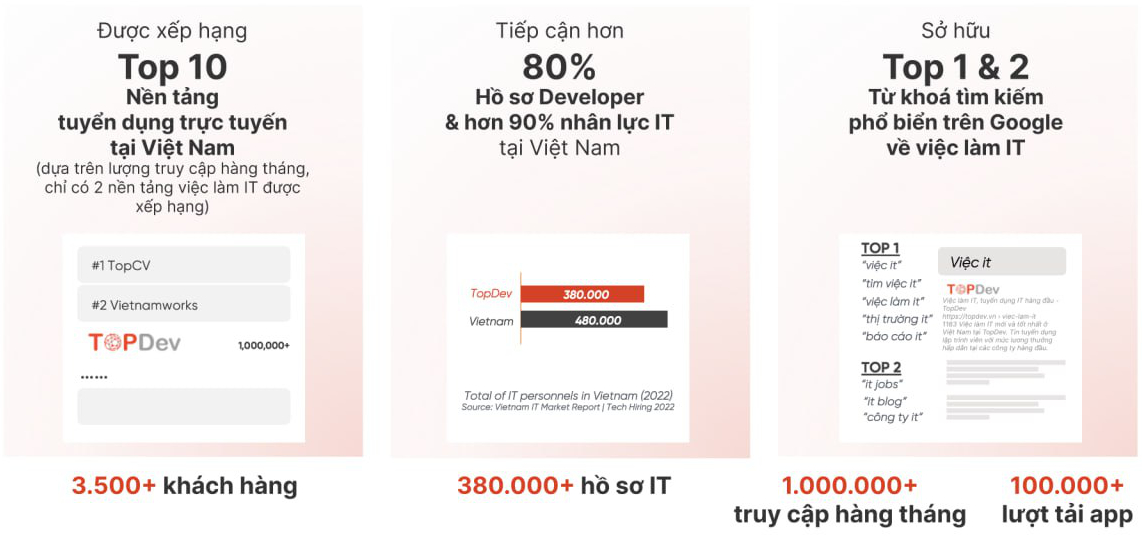 Được xếp hạng
Top 10
Nền tảng
tuyển dụng trực tuyến
tại Việt Nam
(dựa trên lượng truy cập hàng tháng,
chỉ có 2 nền tảng việc làm IT được
xếp hạng)
#1 TopCV
#2 Vietnamworks
TOPDev
1,000,000+
......
3.500+ khách hàng
Tiếp cận hơn
80%
Hồ sơ Developer
& hơn 90% nhân lực IT
tại Việt Nam
TopDev
380.000
Vietnam
480.000
Total of IT personnels in Vietnam (2022)
Source: Vietnam IT Market Report | Tech Hiring 2022
380.000+ hồ sơ IT
Sở hữu
Top 1 & 2
Từ khoá tìm kiếm
phổ biến trên Google
về việc làm IT
TOP 1
"việc it"
"tìm việc it"
"việc làm it"
"thị trường it"
"báo cáo it"
TOP 2
"it jobs"
"it blog"
"công ty it"
Việc it
TOPDev
Việc làm IT, tuyển dụng IT hàng đầu -
TopDev
https://topdev.vn › viec-lam-it
1183 Việc làm IT mới và tốt nhất ở
Việt Nam tại TopDev. Tin tuyển dụng
lập trình viên với mức lương thưởng
hấp dẫn tại các công ty hàng đầu.
1.000.000+
truy cập hàng tháng
100.000+
lượt tải app